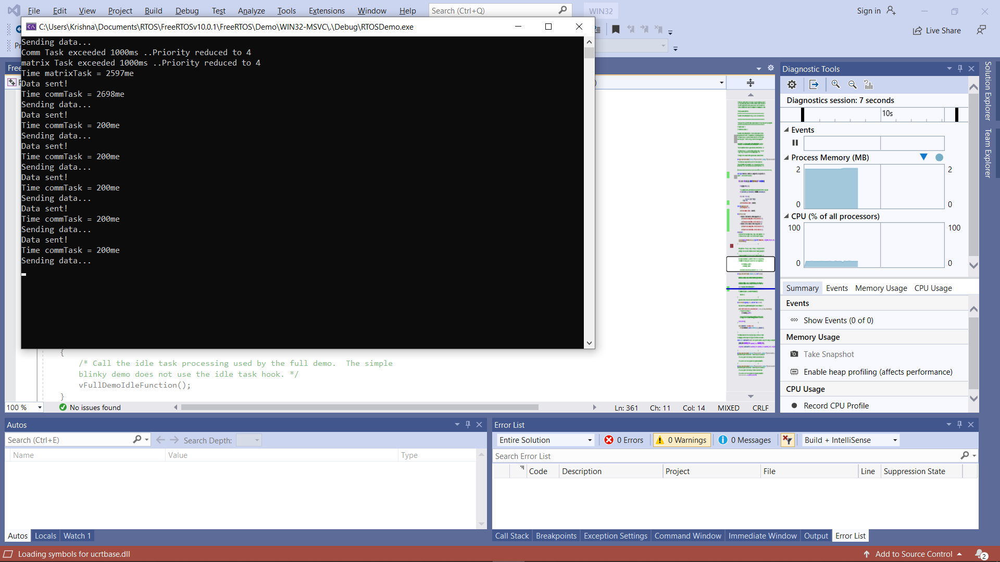 File Edit View Project Build Debug Test Analyze Tools Extensions Window Help Search (Ctrl+Q) WIN32 Sign in
Live Share
C:\Users\Krishna\Documents\RTOS\FreeRTOSv10.0.1\FreeRTOS\Demo\WIN32-MSVC\.\Debug\RTOSDemo.exe
Pr
Free
Sending data...
Comm Task exceeded 1000ms ..Priority reduced to 4
matrix Task exceeded 1000ms ..Priority reduced to 4
Time matrixTask = 2597me
Data sent!
Time commTask = 2698me
Sending data...
Data sent!
Time commTask = 200me
Sending data...
Data sent!
Time commTask = 200me
Sending data...
Data sent!
Time commTask = 200me
Sending data...
Data sent!
Time commTask = 200me
Sending data...
Data sent!
Time commTask = 200me
Sending data...
{
/* Call the idle task processing used by the full demo.  The simple
blinky demo does not use the idle task hook. */
vFullDemoIdleFunction();
}
100 % No issues found Ln: 361 Ch: 11 Col: 14 MIXED CRLF
Diagnostic Tools
Diagnostics session: 7 seconds
10s
Events
Process Memory (MB)
2 2
0 0
CPU (% of all processors)
100 100
0 0
Summary Events Memory Usage CPU Usage
Events
Show Events (0 of 0)
Memory Usage
Take Snapshot
Enable heap profiling (affects performance)
CPU Usage
Record CPU Profile
Solution Explorer
Team Explorer
Autos
Search (Ctrl+E) Search Depth:
Name Value Type
Autos Locals Watch 1
Error List
Entire Solution 0 Errors 0 Warnings 0 Messages Build + IntelliSense
Search Error List
Code Description Project File Line Suppression State
Call Stack Breakpoints Exception Settings Command Window Immediate Window Output Error List
Loading symbols for ucrtbase.dll Add to Source Control 2